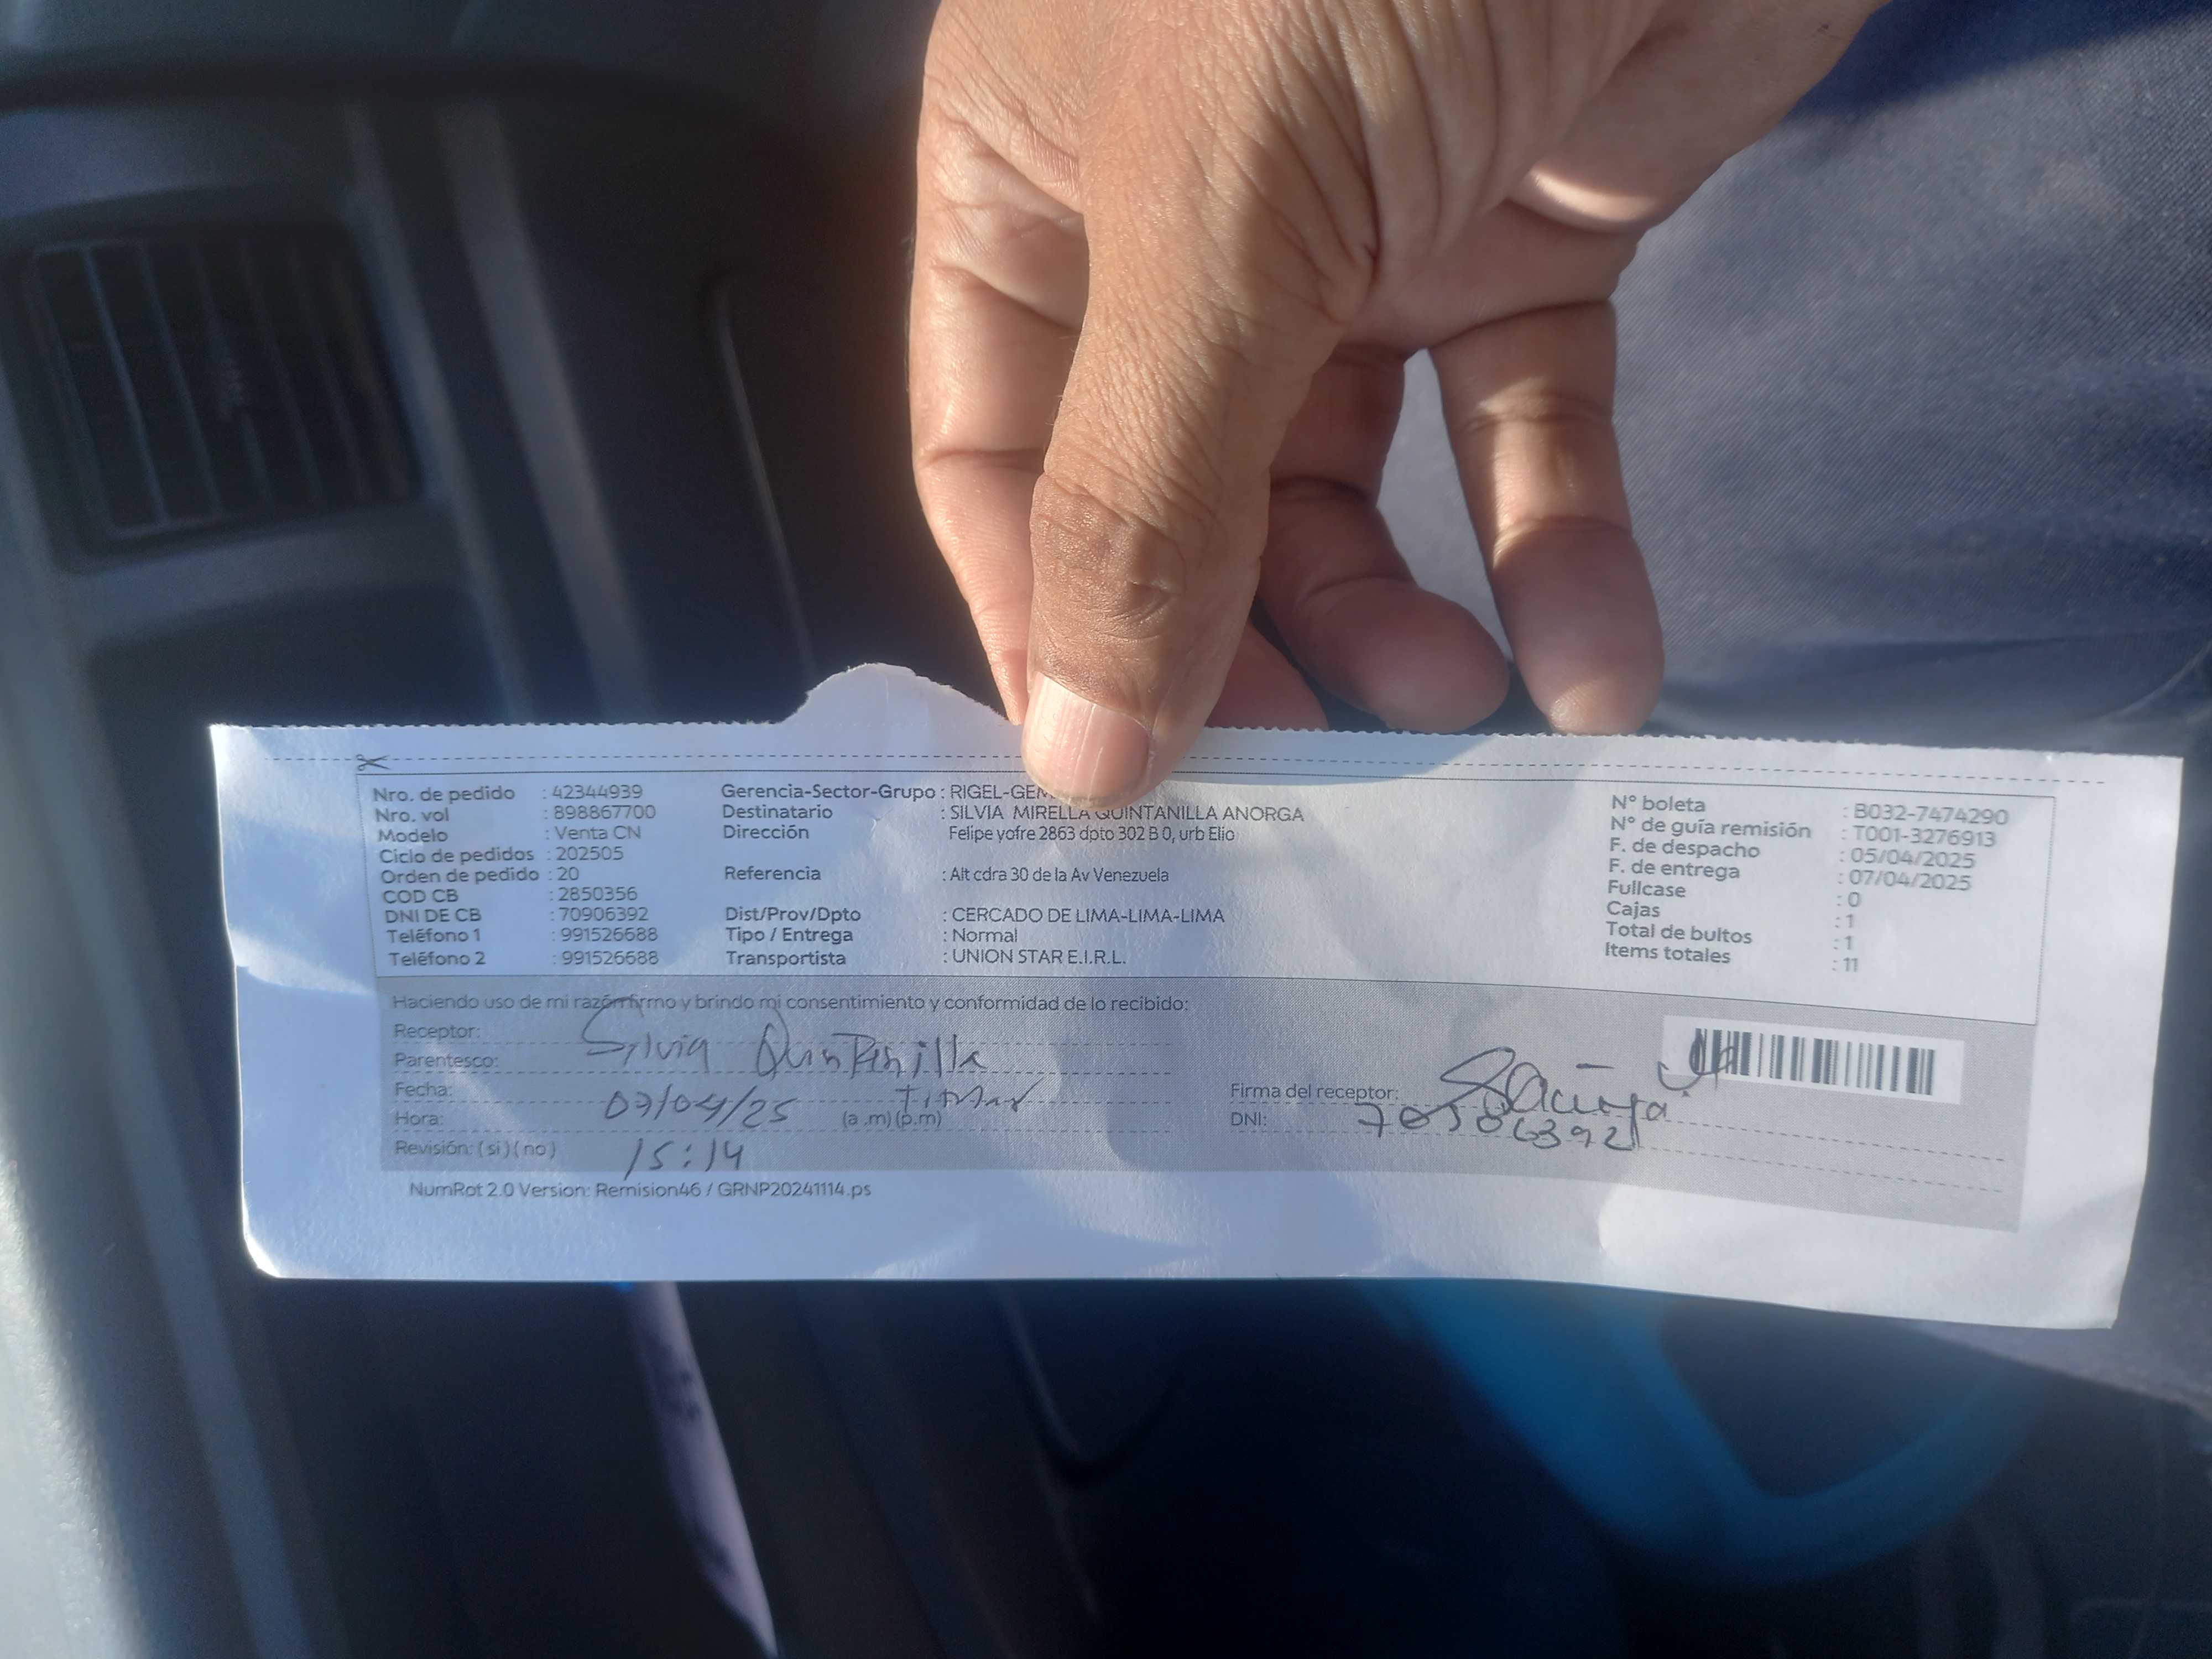 Nro. de pedido : 42344939
Nro. vol : 898867700
Modelo : Venta CN
Ciclo de pedidos : 202505
Orden de pedido : 20
COD CB : 2850356
DNI DE CB : 70906392
Teléfono 1 : 991526688
Teléfono 2 : 991526688
Gerencia-Sector-Grupo : RIGEL-GEM
Destinatario : SILVIA MIRELLA QUINTANILLA ANORGA
Dirección Felipe yofre 2863 dpto 302 B 0, urb Elio
Referencia : Alt cdra 30 de la Av Venezuela
Dist/Prov/Dpto : CERCADO DE LIMA-LIMA-LIMA
Tipo / Entrega : Normal
Transportista : UNION STAR E.I.R.L.
N° boleta : B032-7474290
N° de guía remisión : T001-3276913
F. de despacho : 05/04/2025
F. de entrega : 07/04/2025
Fullcase : 0
Cajas : 1
Total de bultos : 1
Items totales : 11
Haciendo uso de mi razón firmo y brindo mi consentimiento y conformidad de lo recibido:
Receptor: Silvia Quintanilla
Parentesco: Titular
Fecha: 07/04/25
Hora: 15:14 (a .m) (p.m)
Revisión: ( si ) ( no )
Firma del receptor:
DNI: 70906392
NumRot 2.0 Version: Remision46 / GRNP20241114.ps